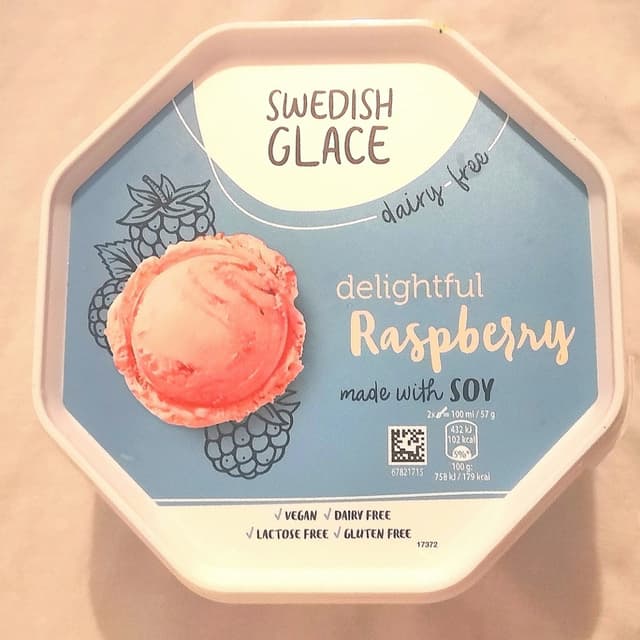 SWEDISH
GLACE
dairy free
delightful
Raspberry
made with SOY
2x = 100 ml / 57 g
432 kJ
102 kcal
5%*
100 g:
758 kJ / 179 kcal
67821715
√ VEGAN √ DAIRY FREE
√ LACTOSE FREE √ GLUTEN FREE
17372